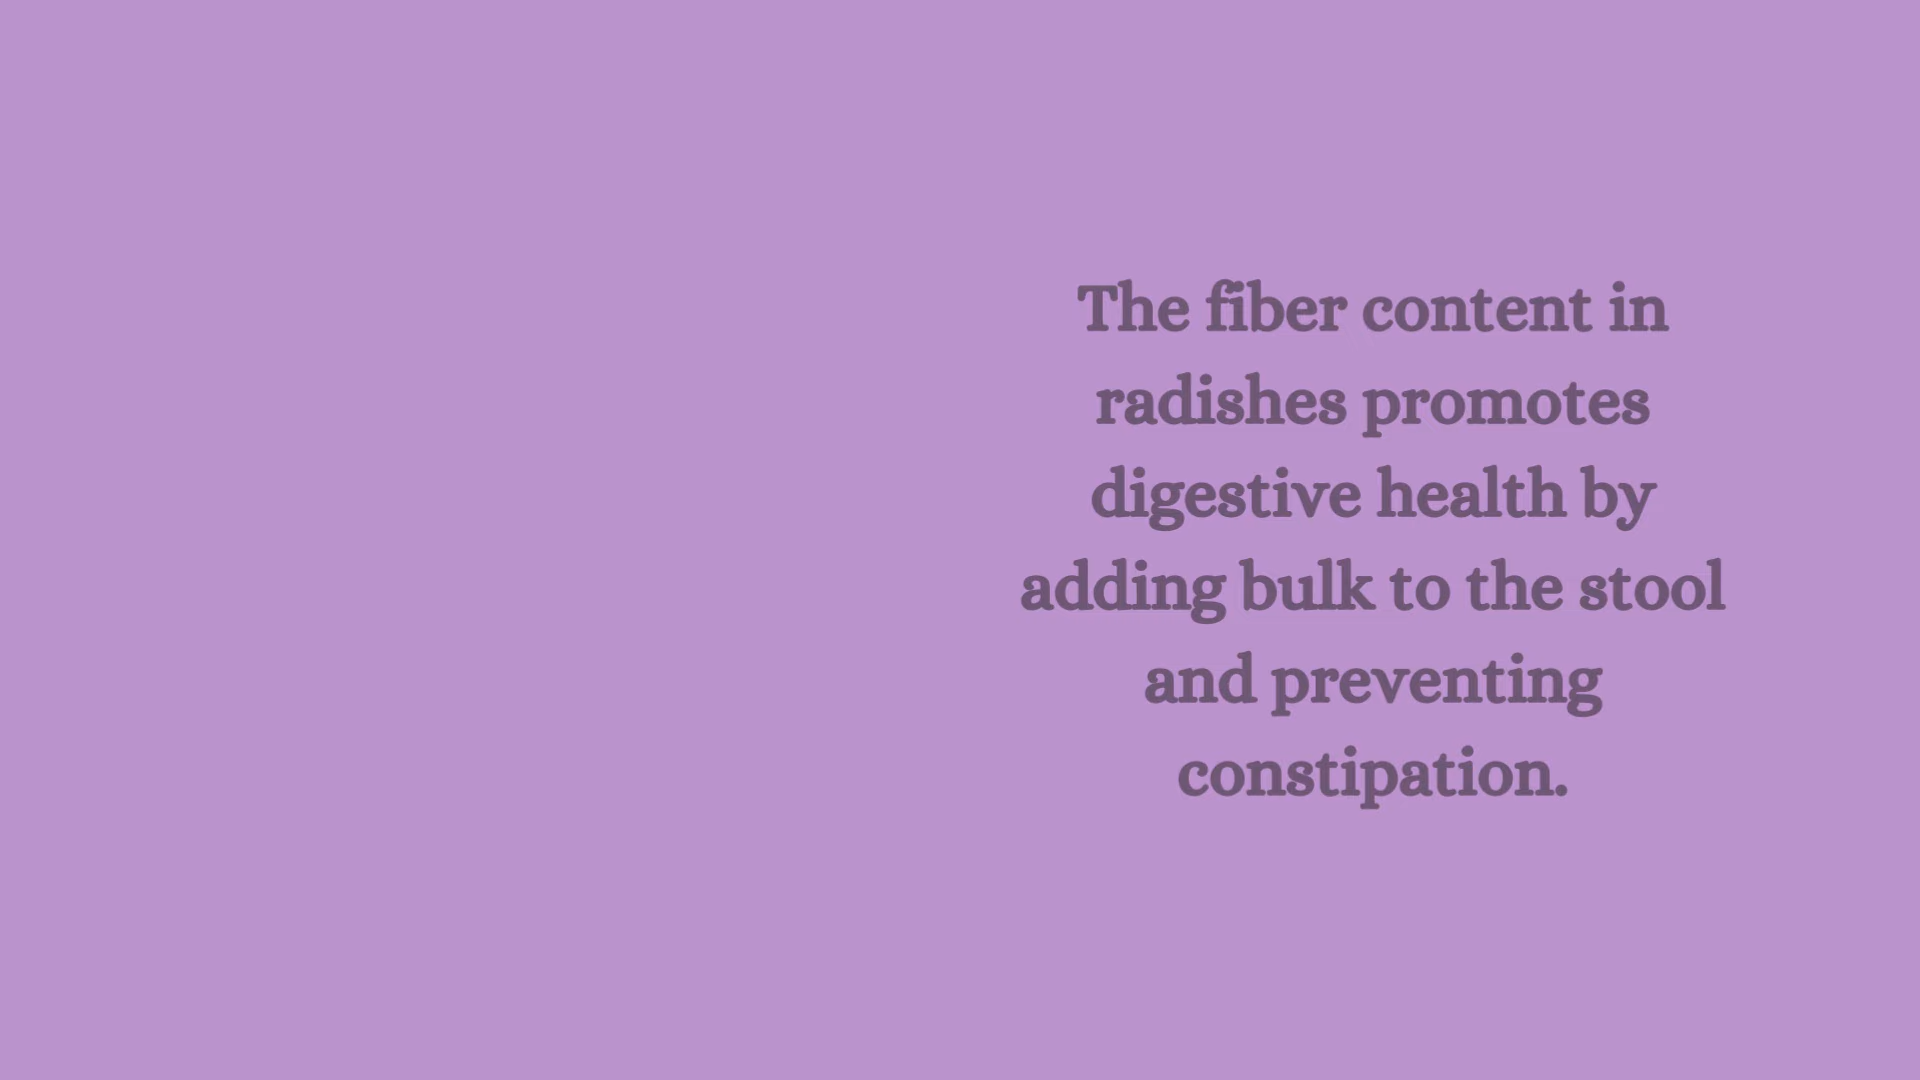 The fiber content in
radishes promotes
digestive health by
adding bulk to the stool
and preventing
constipation.